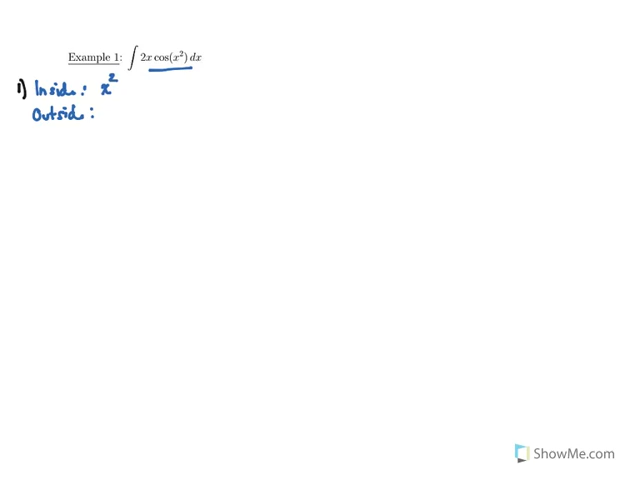 Example 1: ∫ 2x cos(x²) dx
1) Inside: x²
Outside:
ShowMe.com